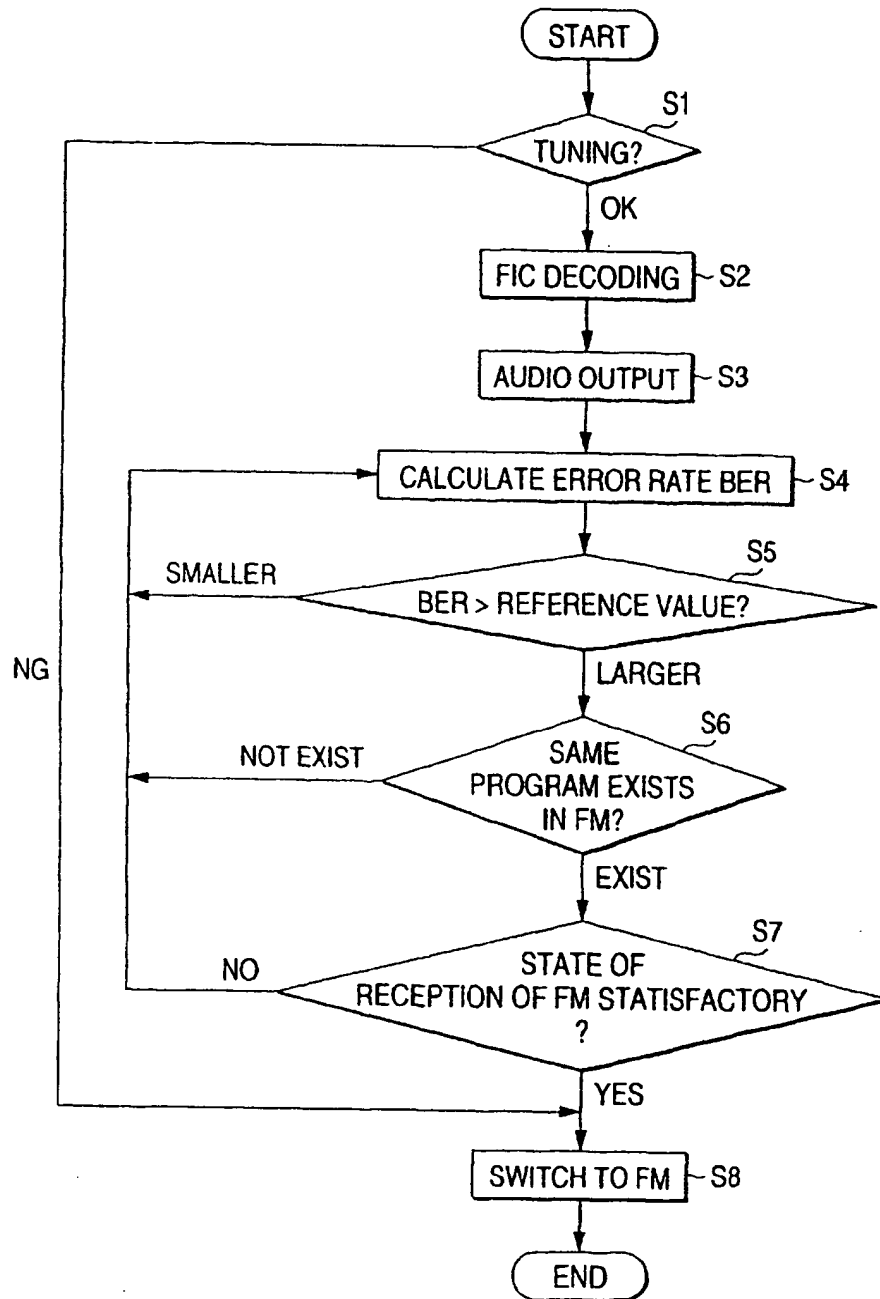 START
S1
TUNING?
OK
FIC DECODING
S2
AUDIO OUTPUT
S3
CALCULATE ERROR RATE BER
S4
S5
SMALLER
BER > REFERENCE VALUE?
NG
LARGER
S6
NOT EXIST
SAME
PROGRAM EXISTS
IN FM?
EXIST
S7
NO
STATE OF
RECEPTION OF FM STATISFACTORY
?
YES
SWITCH TO FM
S8
END